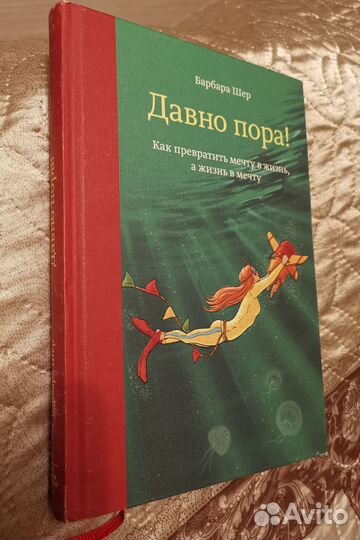 Барбара Шер
Давно пора!
Как превратить мечту в жизнь,
а жизнь в мечту
Avito